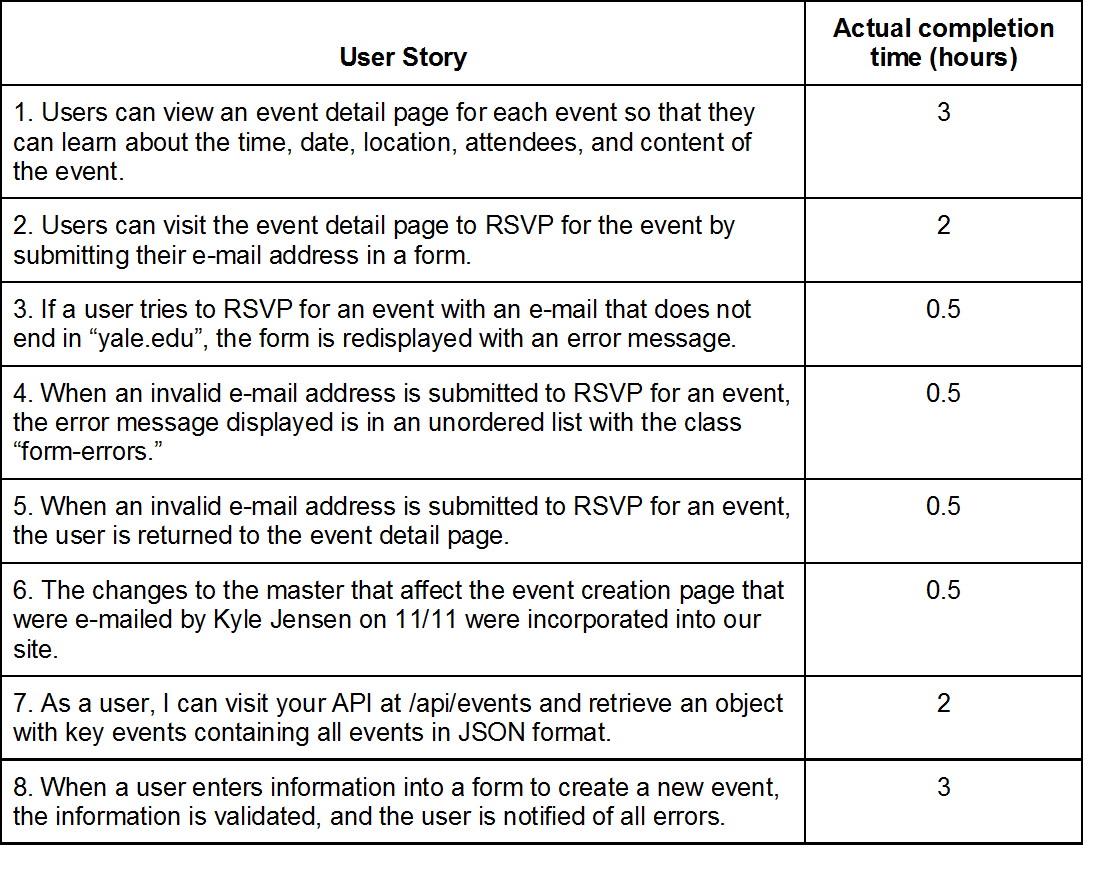 User Story
Actual completion
time (hours)
1. Users can view an event detail page for each event so that they
can learn about the time, date, location, attendees, and content of
the event.
3
2. Users can visit the event detail page to RSVP for the event by
submitting their e-mail address in a form.
2
3. If a user tries to RSVP for an event with an e-mail that does not
end in “yale.edu”, the form is redisplayed with an error message.
0.5
4. When an invalid e-mail address is submitted to RSVP for an event,
the error message displayed is in an unordered list with the class
“form-errors.”
0.5
5. When an invalid e-mail address is submitted to RSVP for an event,
the user is returned to the event detail page.
0.5
6. The changes to the master that affect the event creation page that
were e-mailed by Kyle Jensen on 11/11 were incorporated into our
site.
0.5
7. As a user, I can visit your API at /api/events and retrieve an object
with key events containing all events in JSON format.
2
8. When a user enters information into a form to create a new event,
the information is validated, and the user is notified of all errors.
3